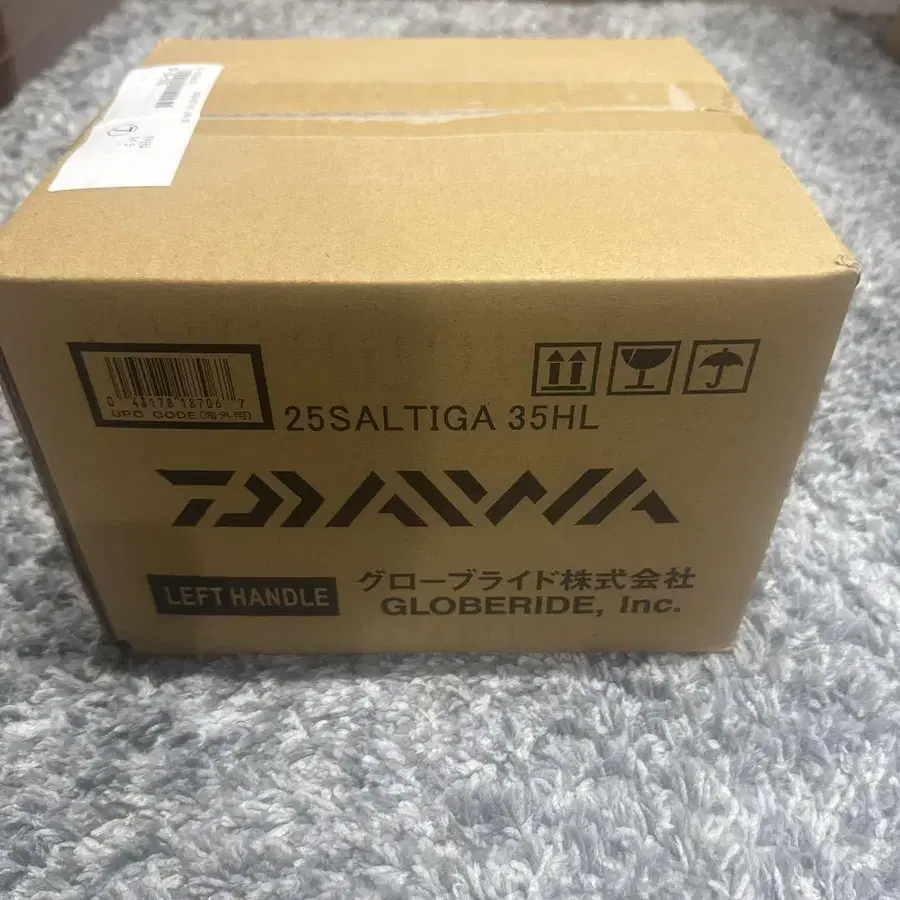 0 43178 18706 7
UPC CODE(海外用)
25SALTIGA 35HL
DAIWA
LEFT HANDLE
グローブライド株式会社
GLOBERIDE, Inc.